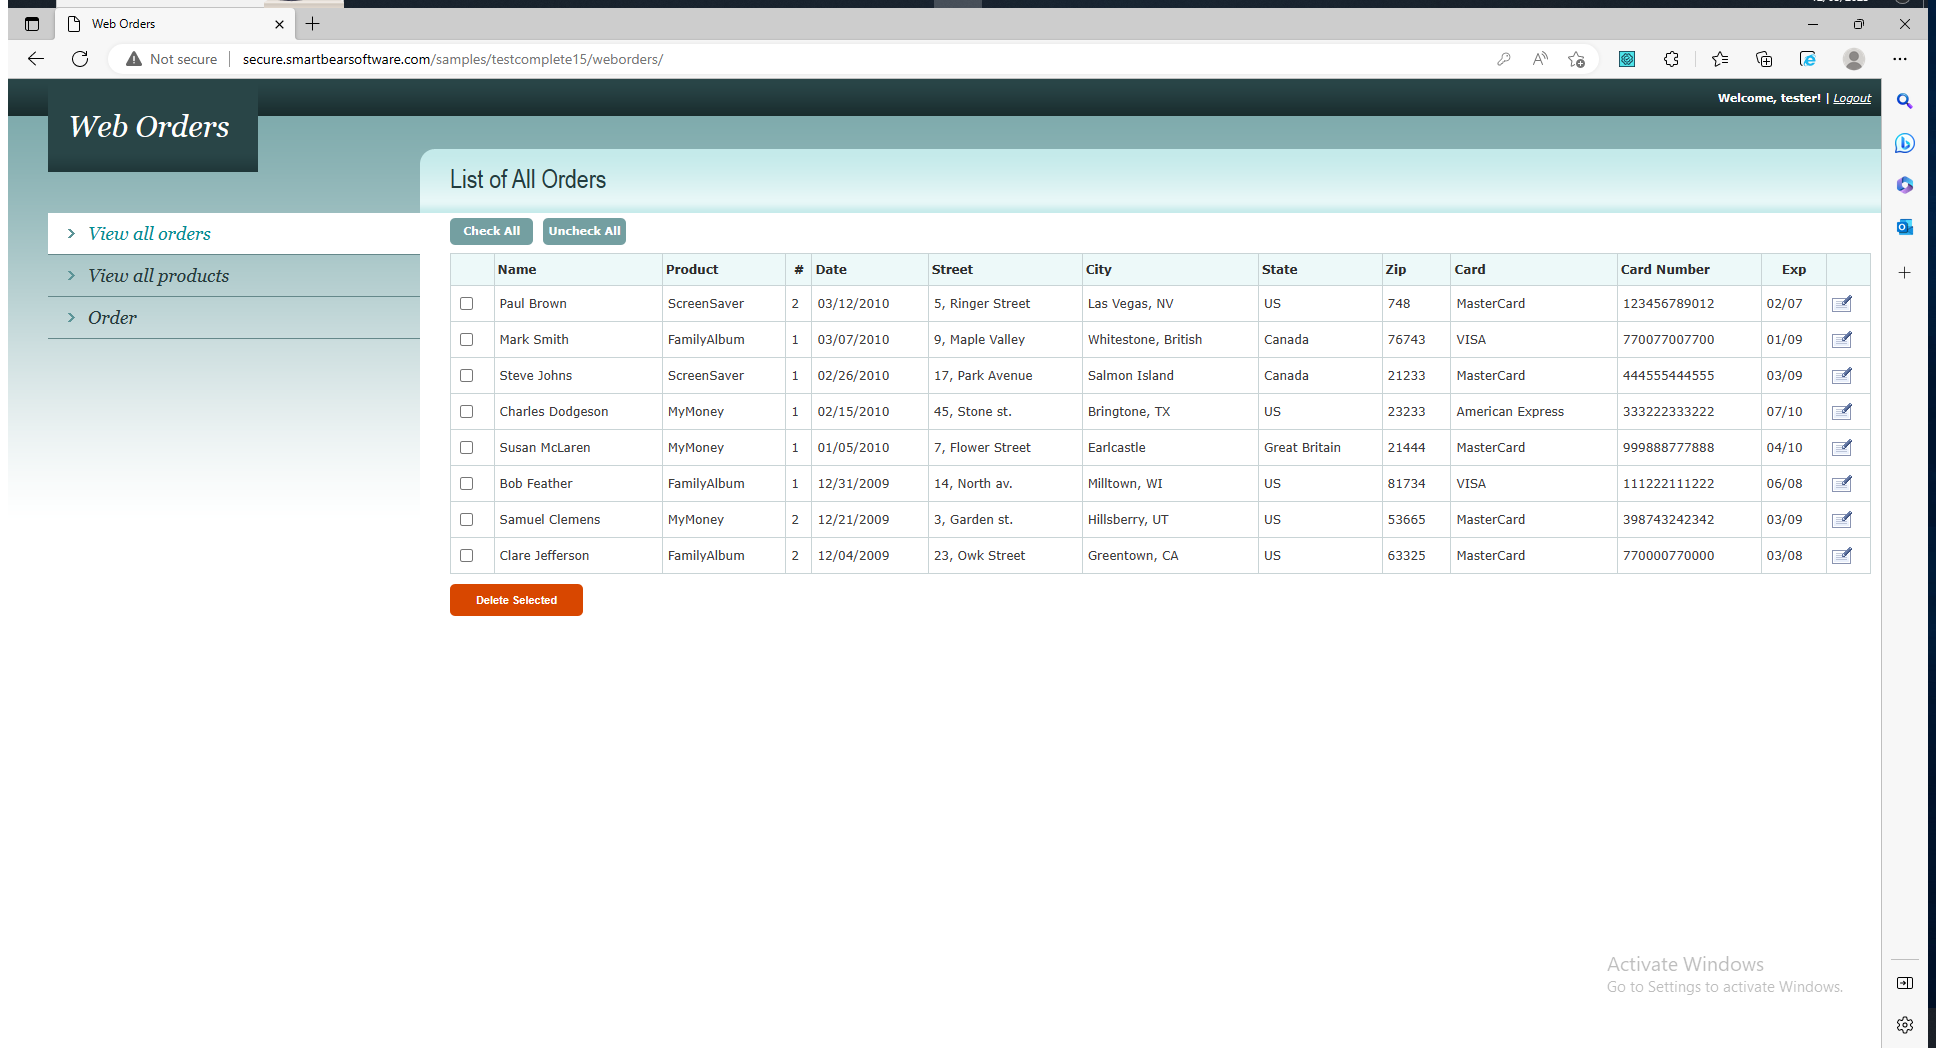 Web Orders
Not secure
secure.smartbearsoftware.com/samples/testcomplete15/weborders/
Welcome, tester! | Logout
Web Orders
List of All Orders
View all orders
View all products
Order
Check All Uncheck All
Name Product # Date Street City State Zip Card Card Number Exp
Paul Brown ScreenSaver 2 03/12/2010 5, Ringer Street Las Vegas, NV US 748 MasterCard 123456789012 02/07
Mark Smith FamilyAlbum 1 03/07/2010 9, Maple Valley Whitestone, British Canada 76743 VISA 770077007700 01/09
Steve Johns ScreenSaver 1 02/26/2010 17, Park Avenue Salmon Island Canada 21233 MasterCard 444555444555 03/09
Charles Dodgeson MyMoney 1 02/15/2010 45, Stone st. Bringtone, TX US 23233 American Express 333222333222 07/10
Susan McLaren MyMoney 1 01/05/2010 7, Flower Street Earlcastle Great Britain 21444 MasterCard 999888777888 04/10
Bob Feather FamilyAlbum 1 12/31/2009 14, North av. Milltown, WI US 81734 VISA 111222111222 06/08
Samuel Clemens MyMoney 2 12/21/2009 3, Garden st. Hillsberry, UT US 53665 MasterCard 398743242342 03/09
Clare Jefferson FamilyAlbum 2 12/04/2009 23, Owk Street Greentown, CA US 63325 MasterCard 770000770000 03/08
Delete Selected
Activate Windows
Go to Settings to activate Windows.